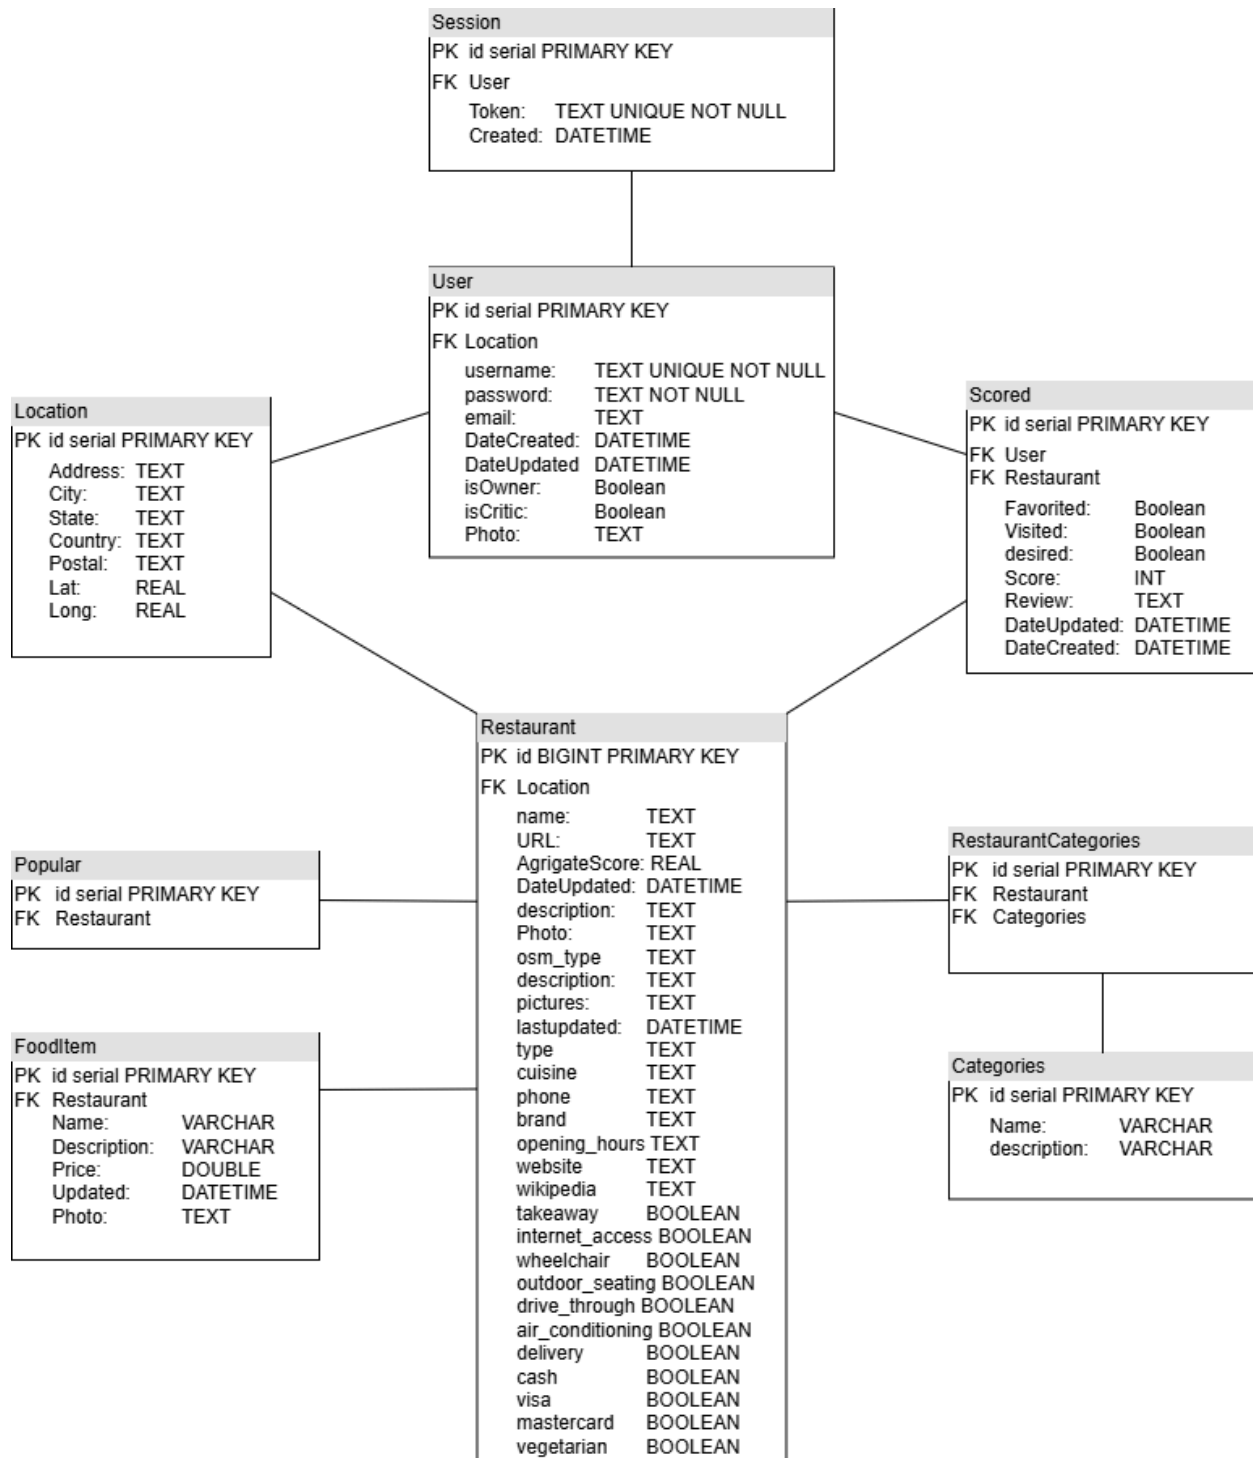 Session
PK id serial PRIMARY KEY
FK User
Token: TEXT UNIQUE NOT NULL
Created: DATETIME
User
PK id serial PRIMARY KEY
FK Location
username: TEXT UNIQUE NOT NULL
password: TEXT NOT NULL
email: TEXT
DateCreated: DATETIME
DateUpdated DATETIME
isOwner: Boolean
isCritic: Boolean
Photo: TEXT
Location
PK id serial PRIMARY KEY
Address: TEXT
City: TEXT
State: TEXT
Country: TEXT
Postal: TEXT
Lat: REAL
Long: REAL
Scored
PK id serial PRIMARY KEY
FK User
FK Restaurant
Favorited: Boolean
Visited: Boolean
desired: Boolean
Score: INT
Review: TEXT
DateUpdated: DATETIME
DateCreated: DATETIME
Restaurant
PK id BIGINT PRIMARY KEY
FK Location
name: TEXT
URL: TEXT
AgrigateScore: REAL
DateUpdated: DATETIME
description: TEXT
Photo: TEXT
osm_type TEXT
description: TEXT
pictures: TEXT
lastupdated: DATETIME
type TEXT
cuisine TEXT
phone TEXT
brand TEXT
opening_hours TEXT
website TEXT
wikipedia TEXT
takeaway BOOLEAN
internet_access BOOLEAN
wheelchair BOOLEAN
outdoor_seating BOOLEAN
drive_through BOOLEAN
air_conditioning BOOLEAN
delivery BOOLEAN
cash BOOLEAN
visa BOOLEAN
mastercard BOOLEAN
vegetarian BOOLEAN
Popular
PK id serial PRIMARY KEY
FK Restaurant
FoodItem
PK id serial PRIMARY KEY
FK Restaurant
Name: VARCHAR
Description: VARCHAR
Price: DOUBLE
Updated: DATETIME
Photo: TEXT
RestaurantCategories
PK id serial PRIMARY KEY
FK Restaurant
FK Categories
Categories
PK id serial PRIMARY KEY
Name: VARCHAR
description: VARCHAR